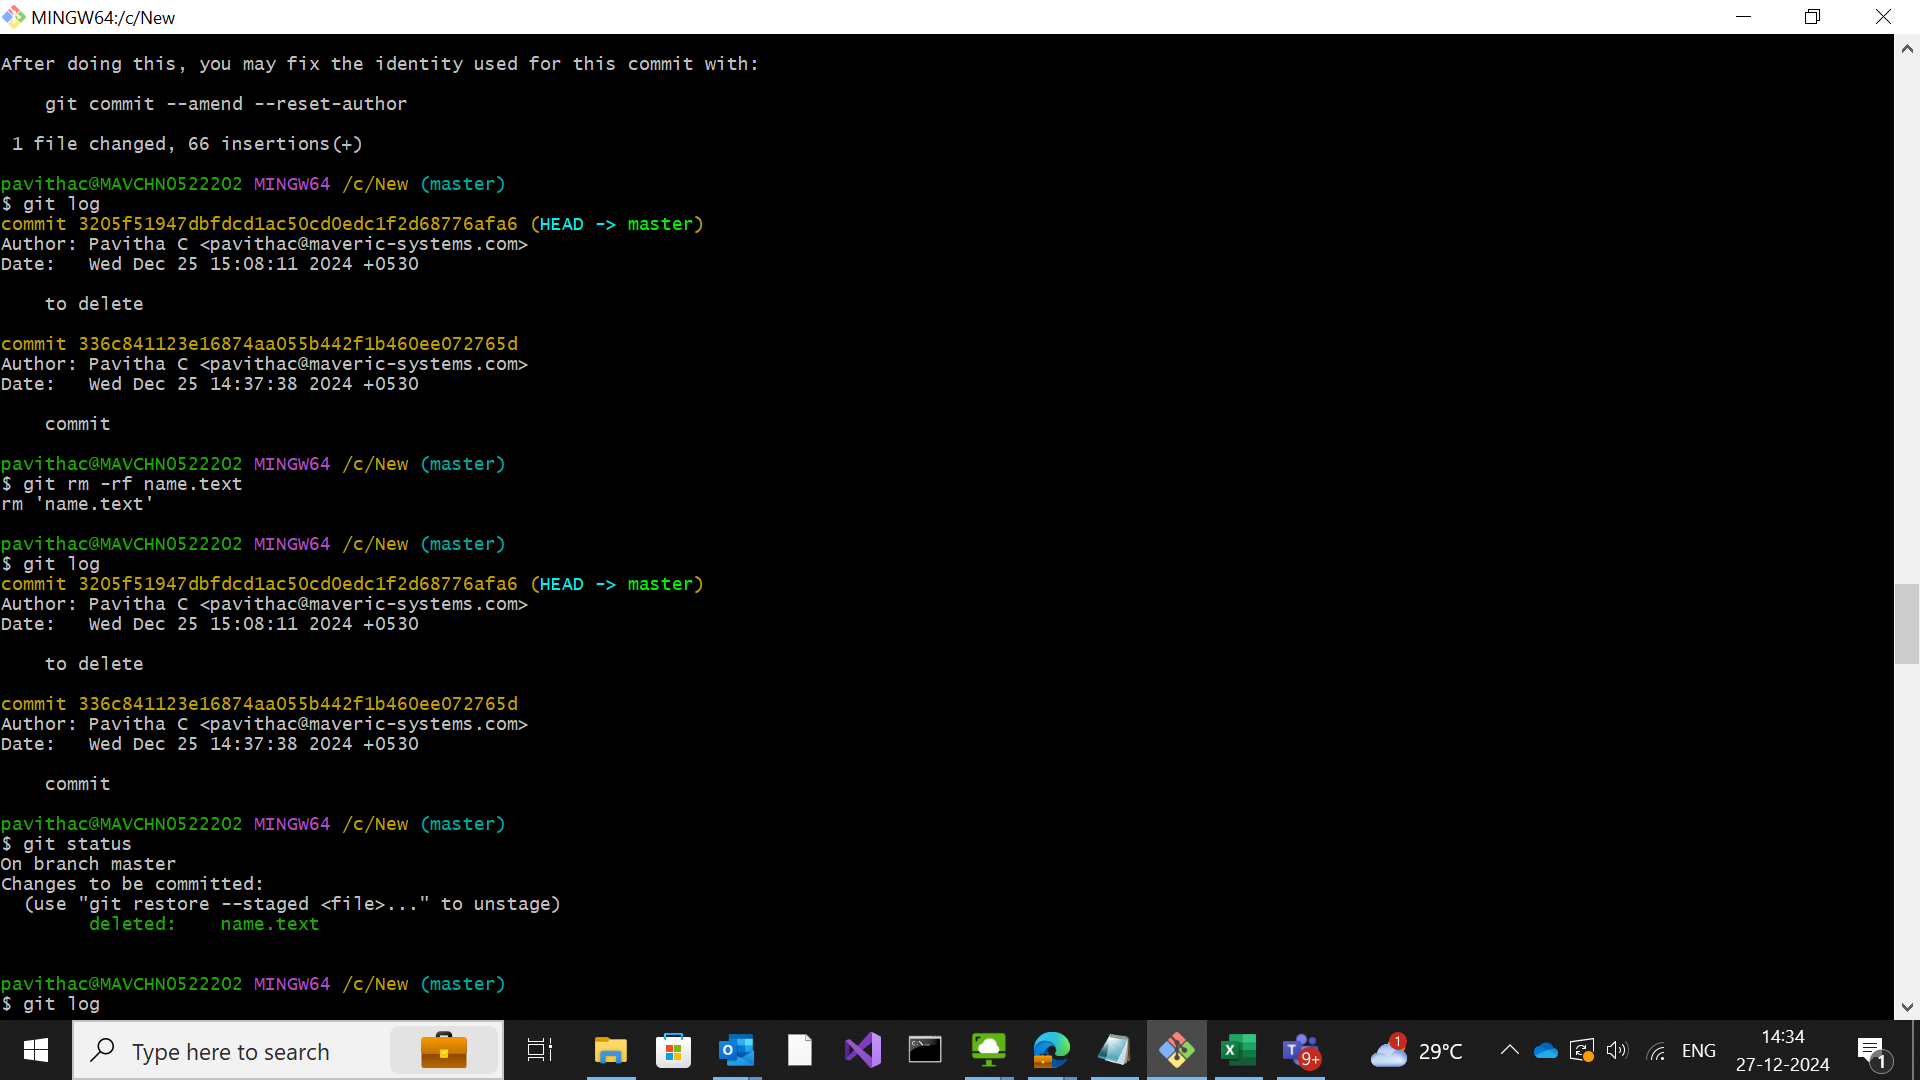 MINGW64:/c/New
After doing this, you may fix the identity used for this commit with:
git commit --amend --reset-author
1 file changed, 66 insertions(+)
pavithac@MAVCHN0522202 MINGW64 /c/New (master)
$ git log
commit 3205f51947dbfdcd1ac50cd0edc1f2d68776afa6 (HEAD -> master)
Author: Pavitha C <pavithac@maveric-systems.com>
Date:   Wed Dec 25 15:08:11 2024 +0530
to delete
commit 336c841123e16874aa055b442f1b460ee072765d
Author: Pavitha C <pavithac@maveric-systems.com>
Date:   Wed Dec 25 14:37:38 2024 +0530
commit
pavithac@MAVCHN0522202 MINGW64 /c/New (master)
$ git rm -rf name.text
rm 'name.text'
pavithac@MAVCHN0522202 MINGW64 /c/New (master)
$ git log
commit 3205f51947dbfdcd1ac50cd0edc1f2d68776afa6 (HEAD -> master)
Author: Pavitha C <pavithac@maveric-systems.com>
Date:   Wed Dec 25 15:08:11 2024 +0530
to delete
commit 336c841123e16874aa055b442f1b460ee072765d
Author: Pavitha C <pavithac@maveric-systems.com>
Date:   Wed Dec 25 14:37:38 2024 +0530
commit
pavithac@MAVCHN0522202 MINGW64 /c/New (master)
$ git status
On branch master
Changes to be committed:
(use "git restore --staged <file>..." to unstage)
deleted:    name.text
pavithac@MAVCHN0522202 MINGW64 /c/New (master)
$ git log
Type here to search
9+
1
29°C
ENG
14:34
27-12-2024
1